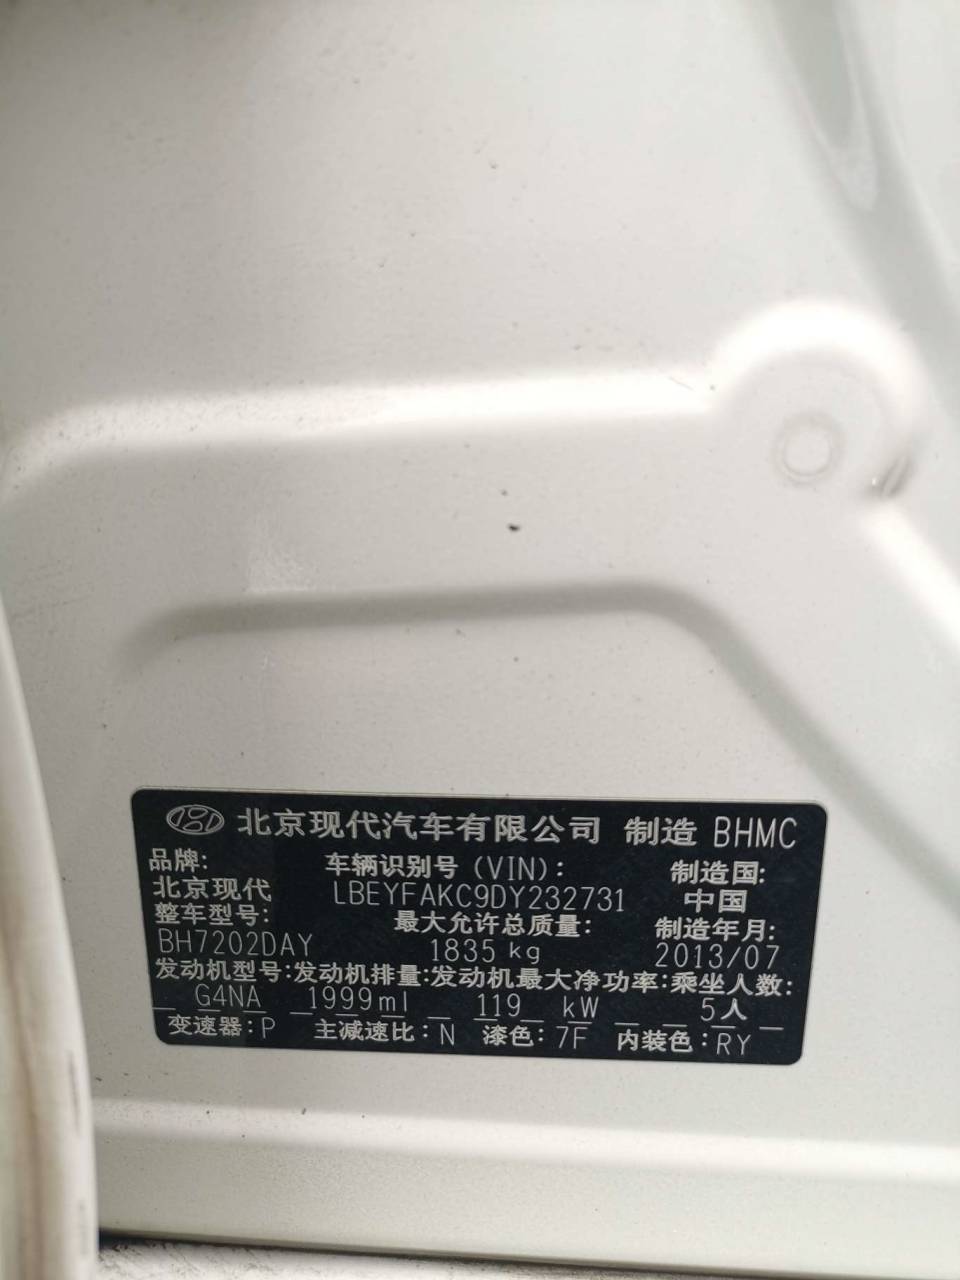 北京现代汽车有限公司 制造 BHMC
品牌: 车辆识别号 (VIN): 制造国:
北京现代 LBEYFAKC9DY232731 中国
整车型号: 最大允许总质量: 制造年月:
BH7202DAY 1835 kg 2013/07
发动机型号: 发动机排量: 发动机最大净功率: 乘坐人数:
G4NA 1999ml 119 kW 5人
变速器: P 主减速比: N 漆色: 7F 内装色: RY